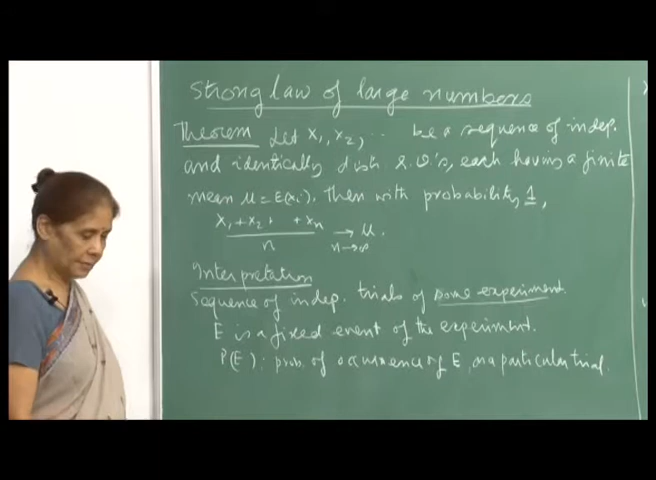 Strong law of large numbers
Theorem Let X₁, X₂, ... be a sequence of indep.
and identically distr. r.v's, each having a finite
mean μ = E(Xi). Then with probability 1,
X₁+X₂+ +Xn
n → μ.
n→∞
Interpretation
Sequence of indep. trials of some experiment.
E is a fixed event of the experiment.
P(E): prob. of occurrence of E on a particular trial.